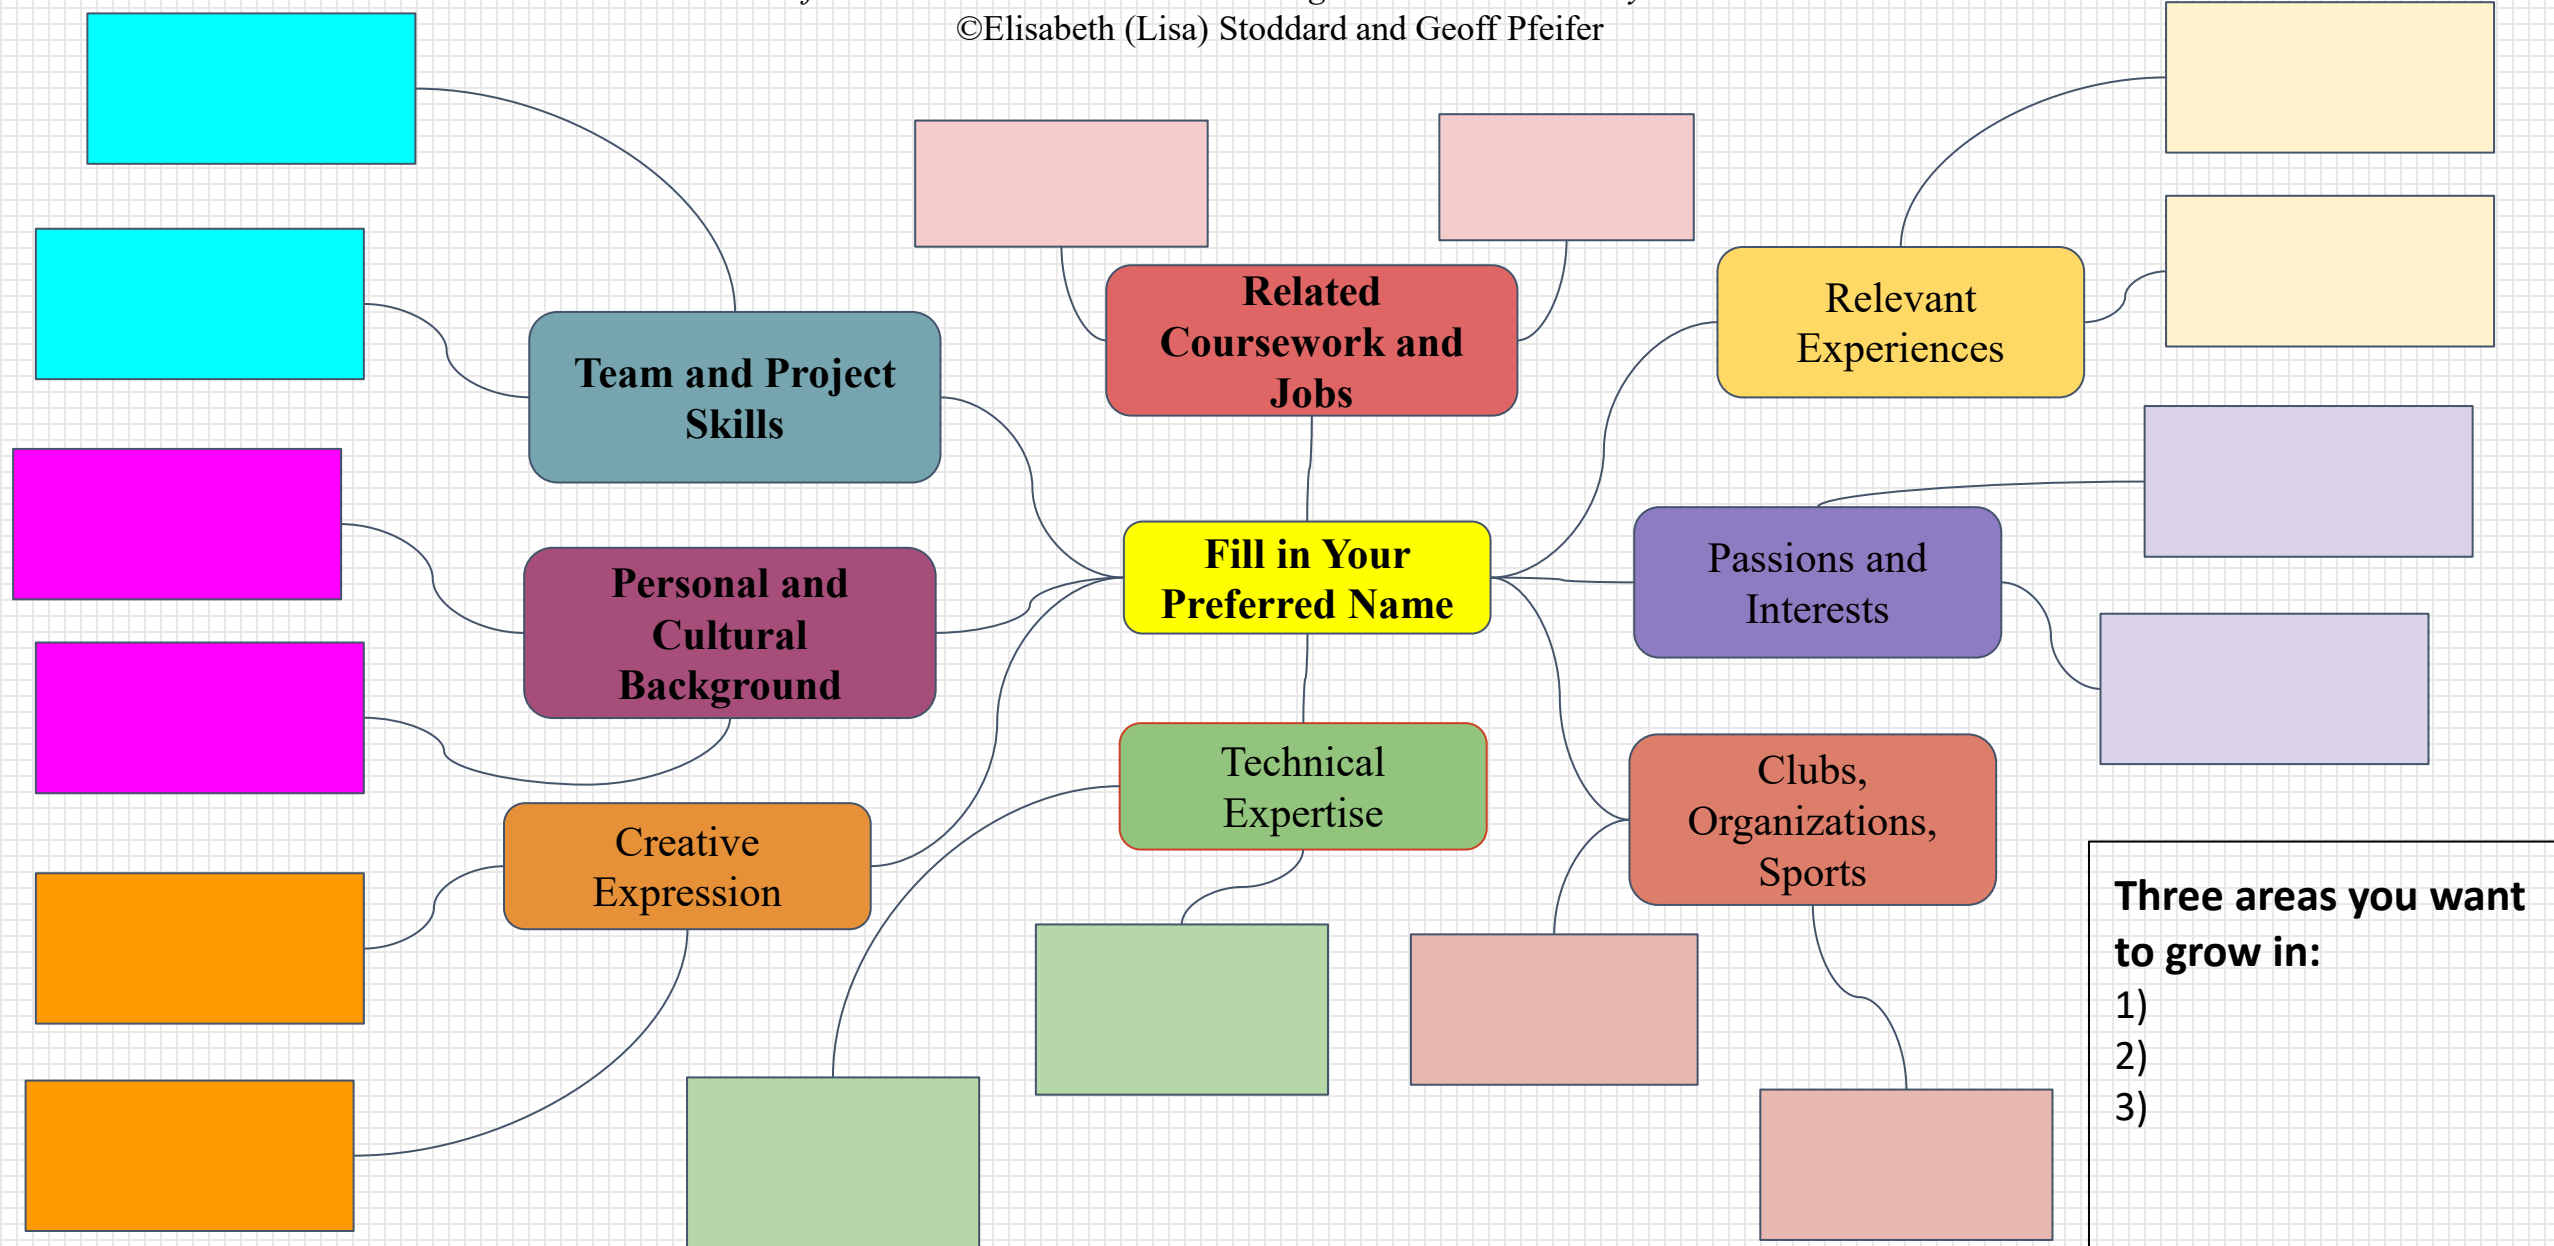 ©Elisabeth (Lisa) Stoddard and Geoff Pfeifer
Related
Coursework and
Jobs
Relevant
Experiences
Team and Project
Skills
Fill in Your
Preferred Name
Passions and
Interests
Personal and
Cultural
Background
Technical
Expertise
Clubs,
Organizations,
Sports
Creative
Expression
Three areas you want
to grow in:
1)
2)
3)